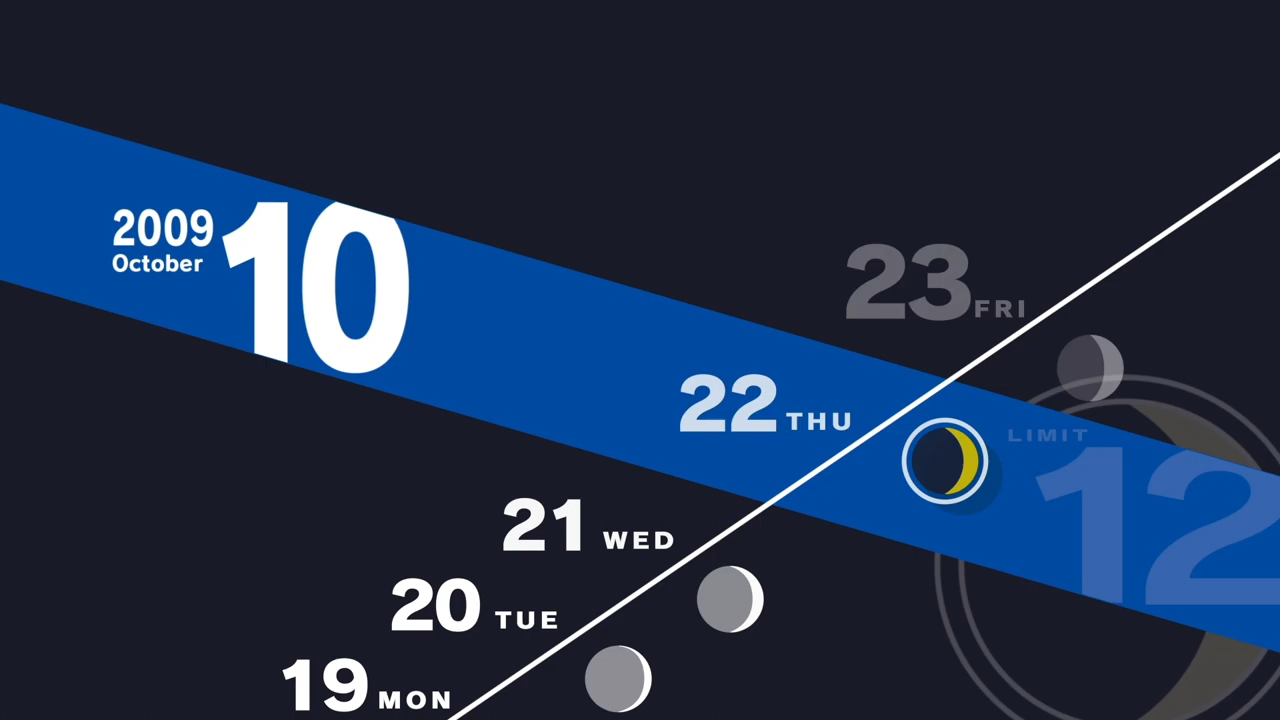 2009
October
10
23 FRI
22 THU
LIMIT
12
21 WED
20 TUE
19 MON